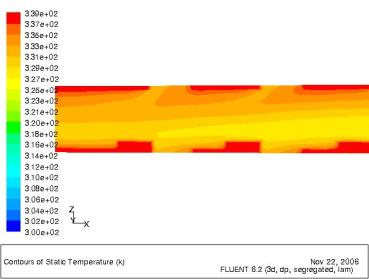 3.39e+02
3.37e+02
3.36e+02
3.33e+02
3.31e+02
3.29e+02
3.27e+02
3.25e+02
3.23e+02
3.21e+02
3.20e+02
3.18e+02
3.16e+02
3.14e+02
3.12e+02
3.10e+02
3.08e+02
3.06e+02
3.04e+02
3.02e+02
3.00e+02
Z
X
Contours of Static Temperature (k)
Nov 22, 2006
FLUENT 6.2 (3d, dp, segregated, lam)